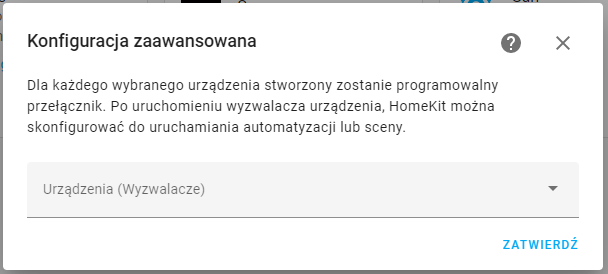 Konfiguracja zaawansowana
Dla każdego wybranego urządzenia stworzony zostanie programowalny
przełącznik. Po uruchomieniu wyzwalacza urządzenia, HomeKit można
skonfigurować do uruchamiania automatyzacji lub sceny.
Urządzenia (Wyzwalacze)
ZATWIERDŹ